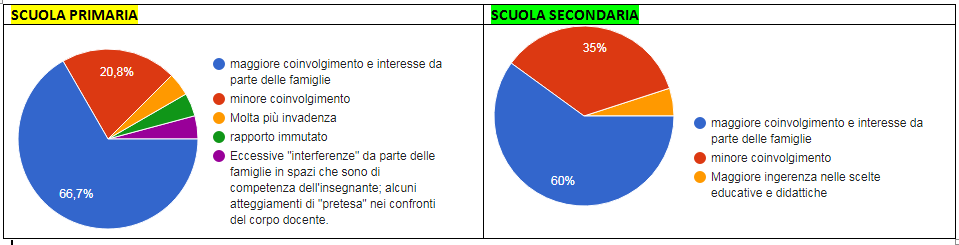 SCUOLA PRIMARIA
20,8%
66,7%
maggiore coinvolgimento e interesse da
parte delle famiglie
minore coinvolgimento
Molta più invadenza
rapporto immutato
Eccessive "interferenze" da parte delle
famiglie in spazi che sono di
competenza dell'insegnante; alcuni
atteggiamenti di "pretesa" nei confronti
del corpo docente.
SCUOLA SECONDARIA
35%
60%
maggiore coinvolgimento e interesse da
parte delle famiglie
minore coinvolgimento
Maggiore ingerenza nelle scelte
educative e didattiche